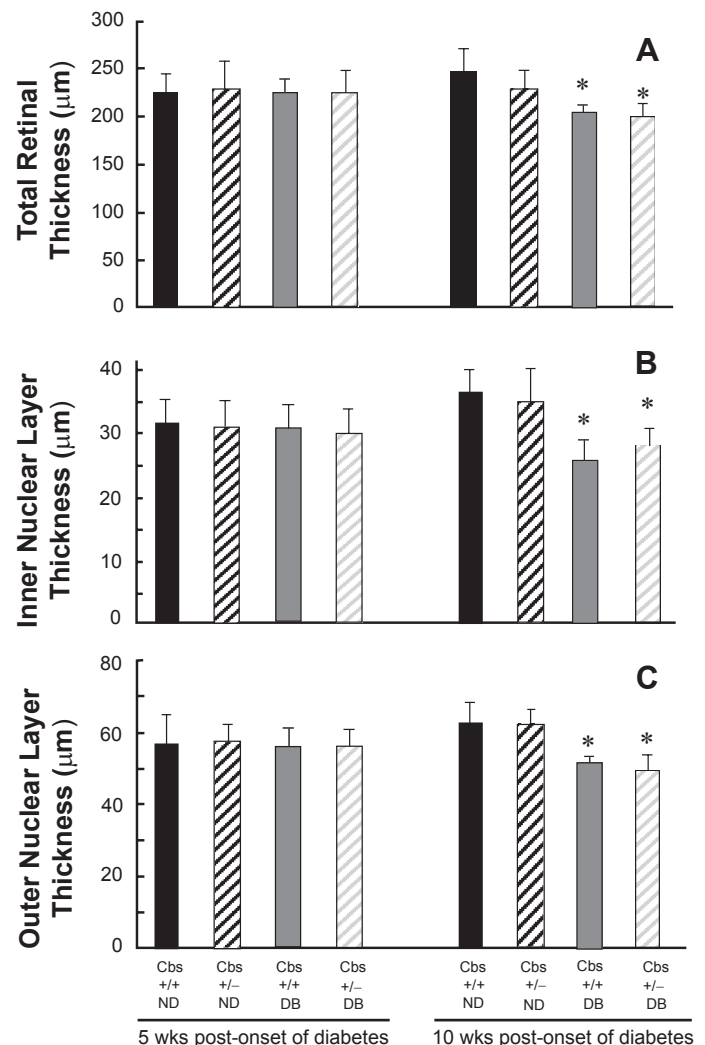 Total Retinal
Thickness (μm)
300
250
200
150
100
50
0
A
*
*
Inner Nuclear Layer
Thickness (μm)
40
30
20
10
0
B
*
*
Outer Nuclear Layer
Thickness (μm)
80
60
40
20
0
C
*
*
Cbs Cbs Cbs Cbs Cbs Cbs Cbs Cbs
+/+ +/– +/+ +/– +/+ +/– +/+ +/–
ND ND DB DB ND ND DB DB
5 wks post-onset of diabetes 10 wks post-onset of diabetes